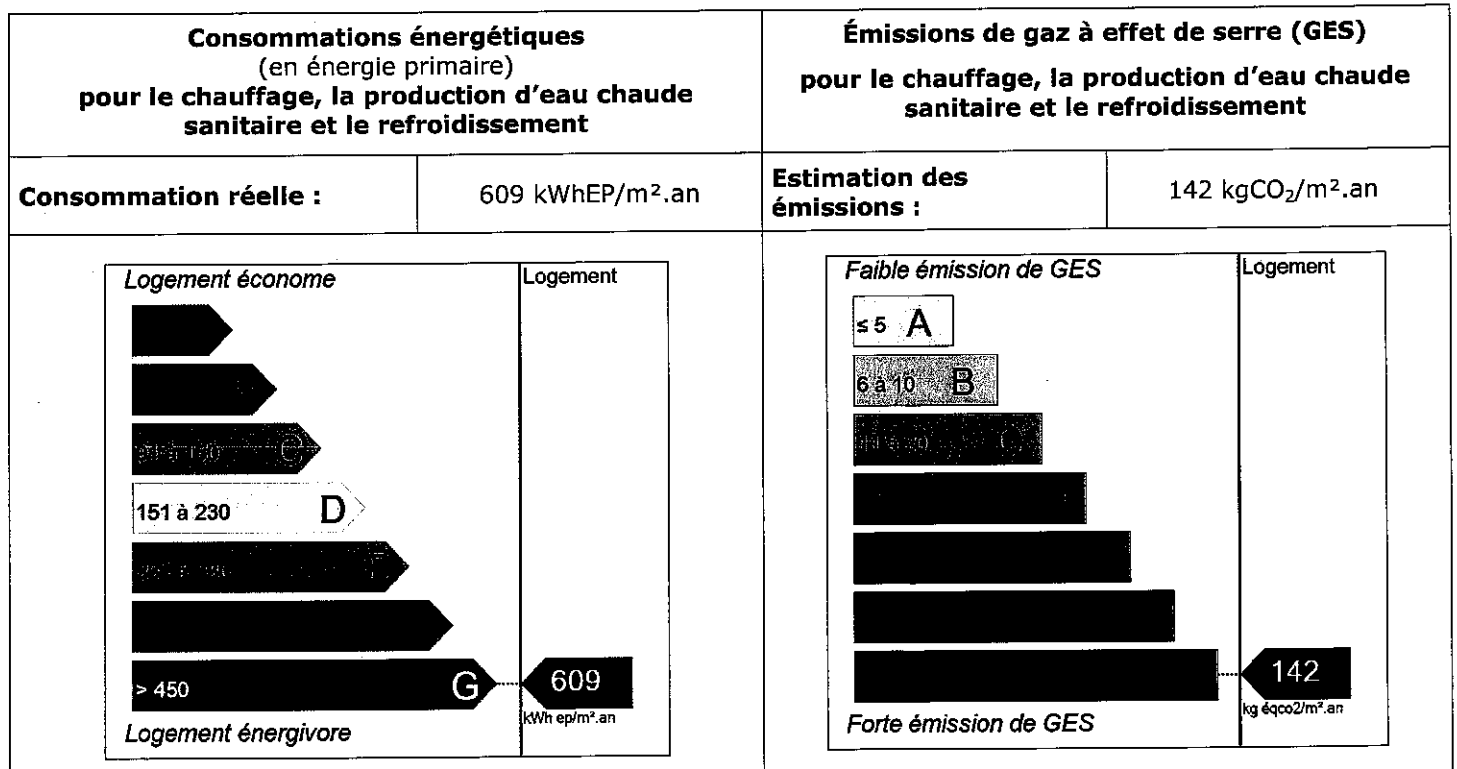 Consommations énergétiques
(en énergie primaire)
pour le chauffage, la production d'eau chaude
sanitaire et le refroidissement
Émissions de gaz à effet de serre (GES)
pour le chauffage, la production d'eau chaude
sanitaire et le refroidissement
Consommation réelle :
609 kWhEP/m².an
Estimation des
émissions :
142 kgCO₂/m².an
Logement économe
Logement
C
151 à 230 D
> 450 G
609
kWh ep/m².an
Logement énergivore
Faible émission de GES
Logement
≤ 5 A
6 à 10 B
C
142
kg éqco2/m².an
Forte émission de GES